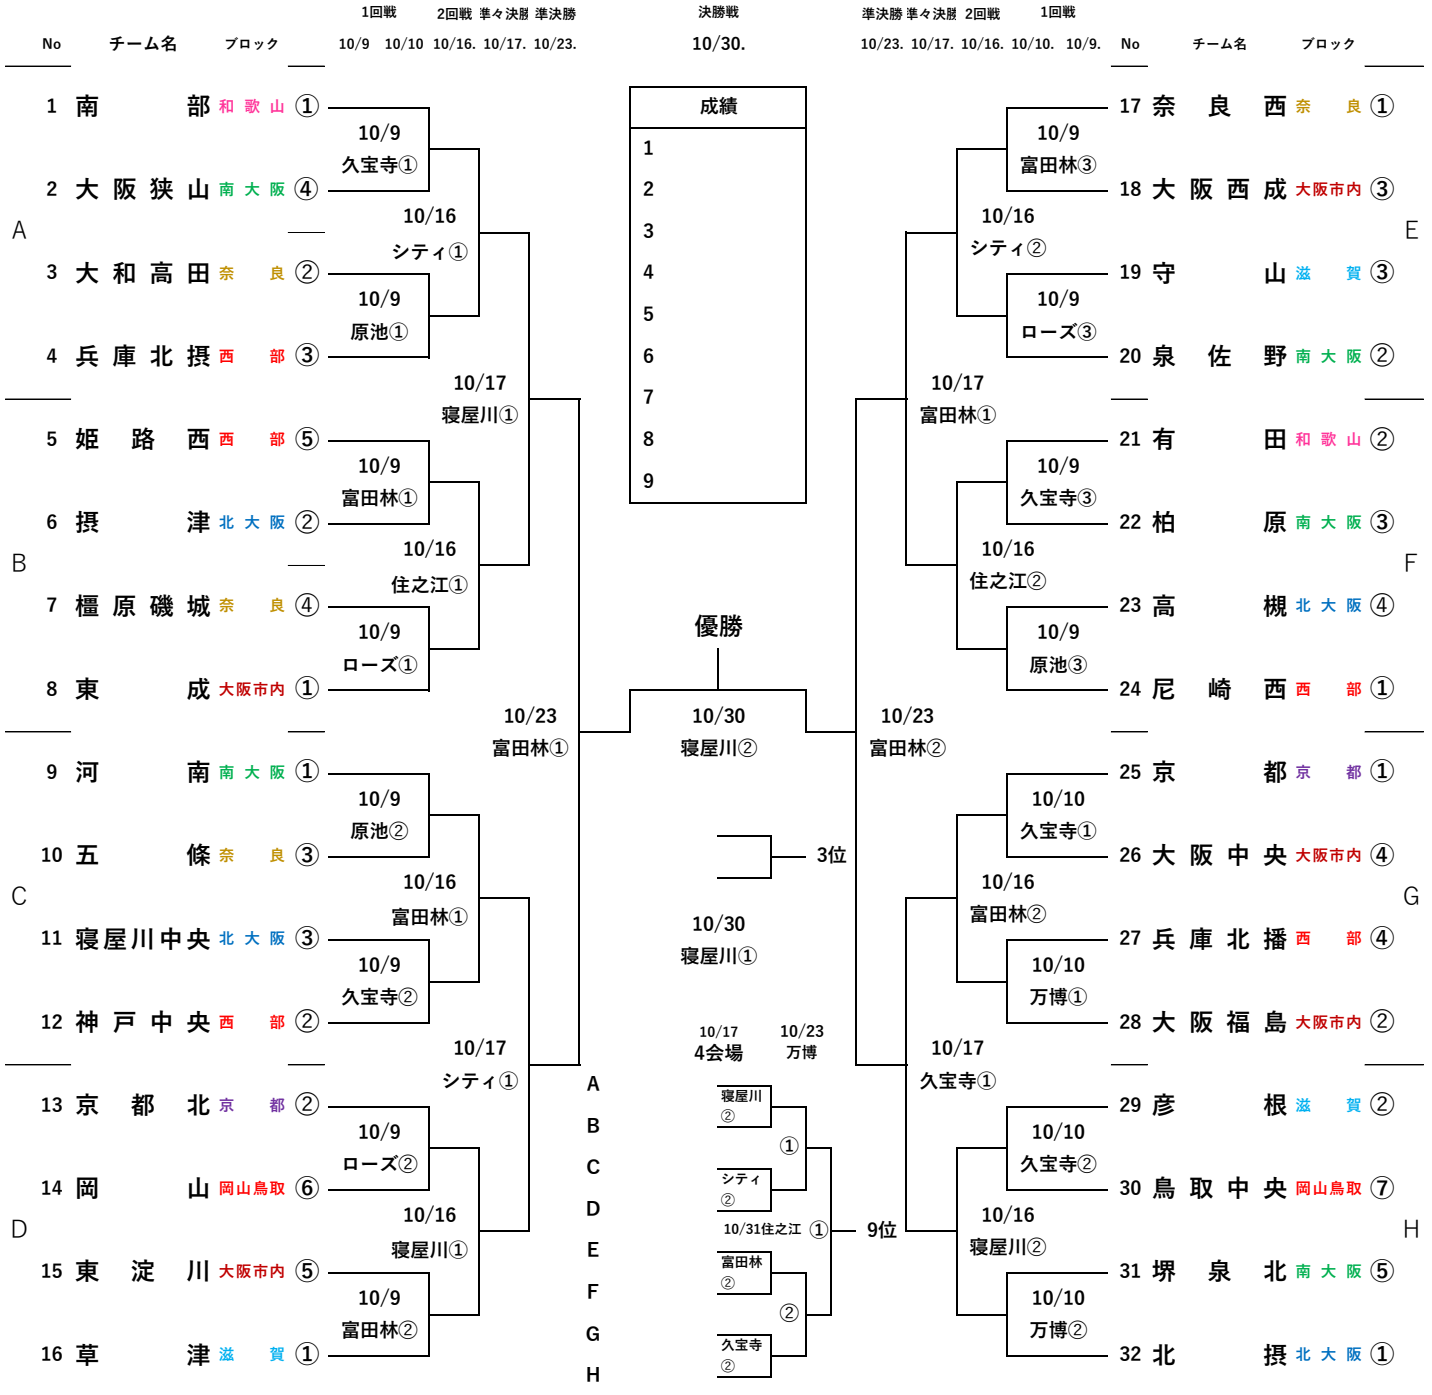 1回戦 2回戦 準々決勝 準決勝 決勝戦 準決勝 準々決勝 2回戦 1回戦
No チーム名 ブロック 10/9 10/10 10/16. 10/17. 10/23. 10/30. 10/23. 10/17. 10/16. 10/10. 10/9. No チーム名 ブロック
1 南部 和歌山 ①
10/9
久宝寺①
2 大阪狭山 南大阪 ④
A
10/16
シティ①
3 大和高田 奈良 ②
10/9
原池①
4 兵庫北摂 西部 ③
10/17
寝屋川①
5 姫路西 西部 ⑤
10/9
富田林①
6 摂津 北大阪 ②
B
10/16
住之江①
7 橿原磯城 奈良 ④
10/9
ローズ①
8 東成 大阪市内 ①
10/23
富田林①
9 河南 南大阪 ①
10/9
原池②
10 五條 奈良 ③
C
10/16
富田林①
11 寝屋川中央 北大阪 ③
10/9
久宝寺②
12 神戸中央 西部 ②
10/17
シティ①
13 京都北 京都 ②
10/9
ローズ②
14 岡山 岡山鳥取 ⑥
D
10/16
寝屋川①
15 東淀川 大阪市内 ⑤
10/9
富田林②
16 草津 滋賀 ①
成績
1
2
3
4
5
6
7
8
9
優勝
10/30
寝屋川②
3位
10/30
寝屋川①
10/17
4会場
10/23
万博
A
B
C
D
E
F
G
H
寝屋川
②
①
シティ
②
10/31住之江 ① 9位
富田林
②
②
久宝寺
②
17 奈良西 奈良 ①
10/9
富田林③
18 大阪西成 大阪市内 ③
E
10/16
シティ②
19 守山 滋賀 ③
10/9
ローズ③
20 泉佐野 南大阪 ②
10/17
富田林①
21 有田 和歌山 ②
10/9
久宝寺③
22 柏原 南大阪 ③
F
10/16
住之江②
23 高槻 北大阪 ④
10/9
原池③
24 尼崎西 西部 ①
10/23
富田林②
25 京都 京都 ①
10/10
久宝寺①
26 大阪中央 大阪市内 ④
G
10/16
富田林②
27 兵庫北播 西部 ④
10/10
万博①
28 大阪福島 大阪市内 ②
10/17
久宝寺①
29 彦根 滋賀 ②
10/10
久宝寺②
30 鳥取中央 岡山鳥取 ⑦
H
10/16
寝屋川②
31 堺泉北 南大阪 ⑤
10/10
万博②
32 北摂 北大阪 ①